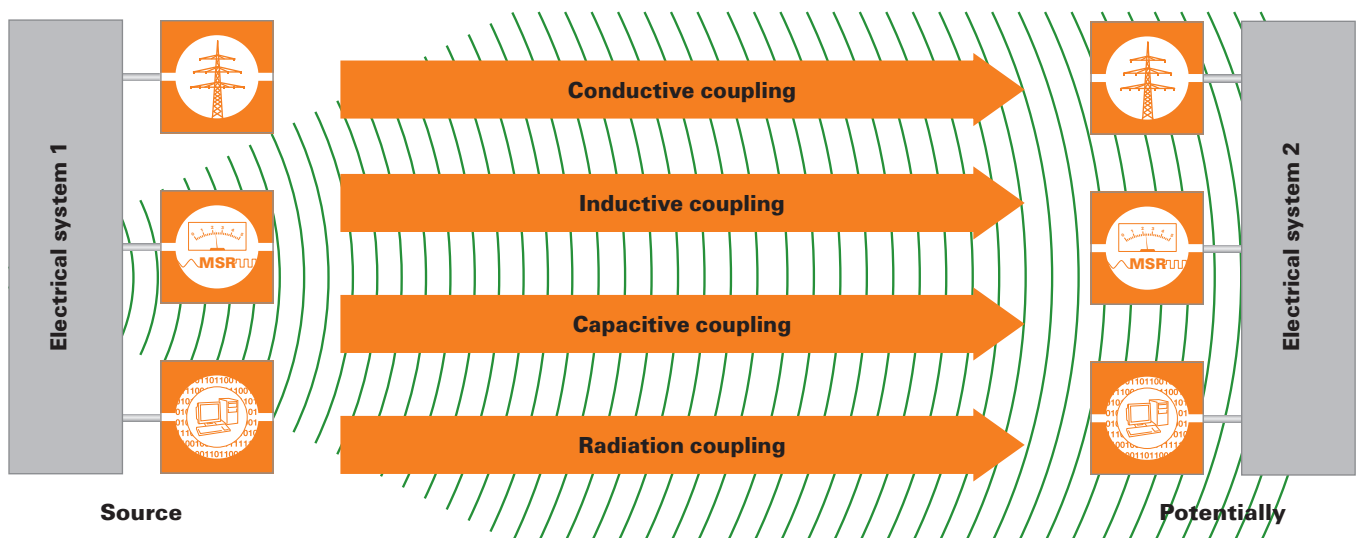 Electrical system 1
Conductive coupling
Inductive coupling
Capacitive coupling
Radiation coupling
MSR
MSR
Electrical system 2
Source
Potentially